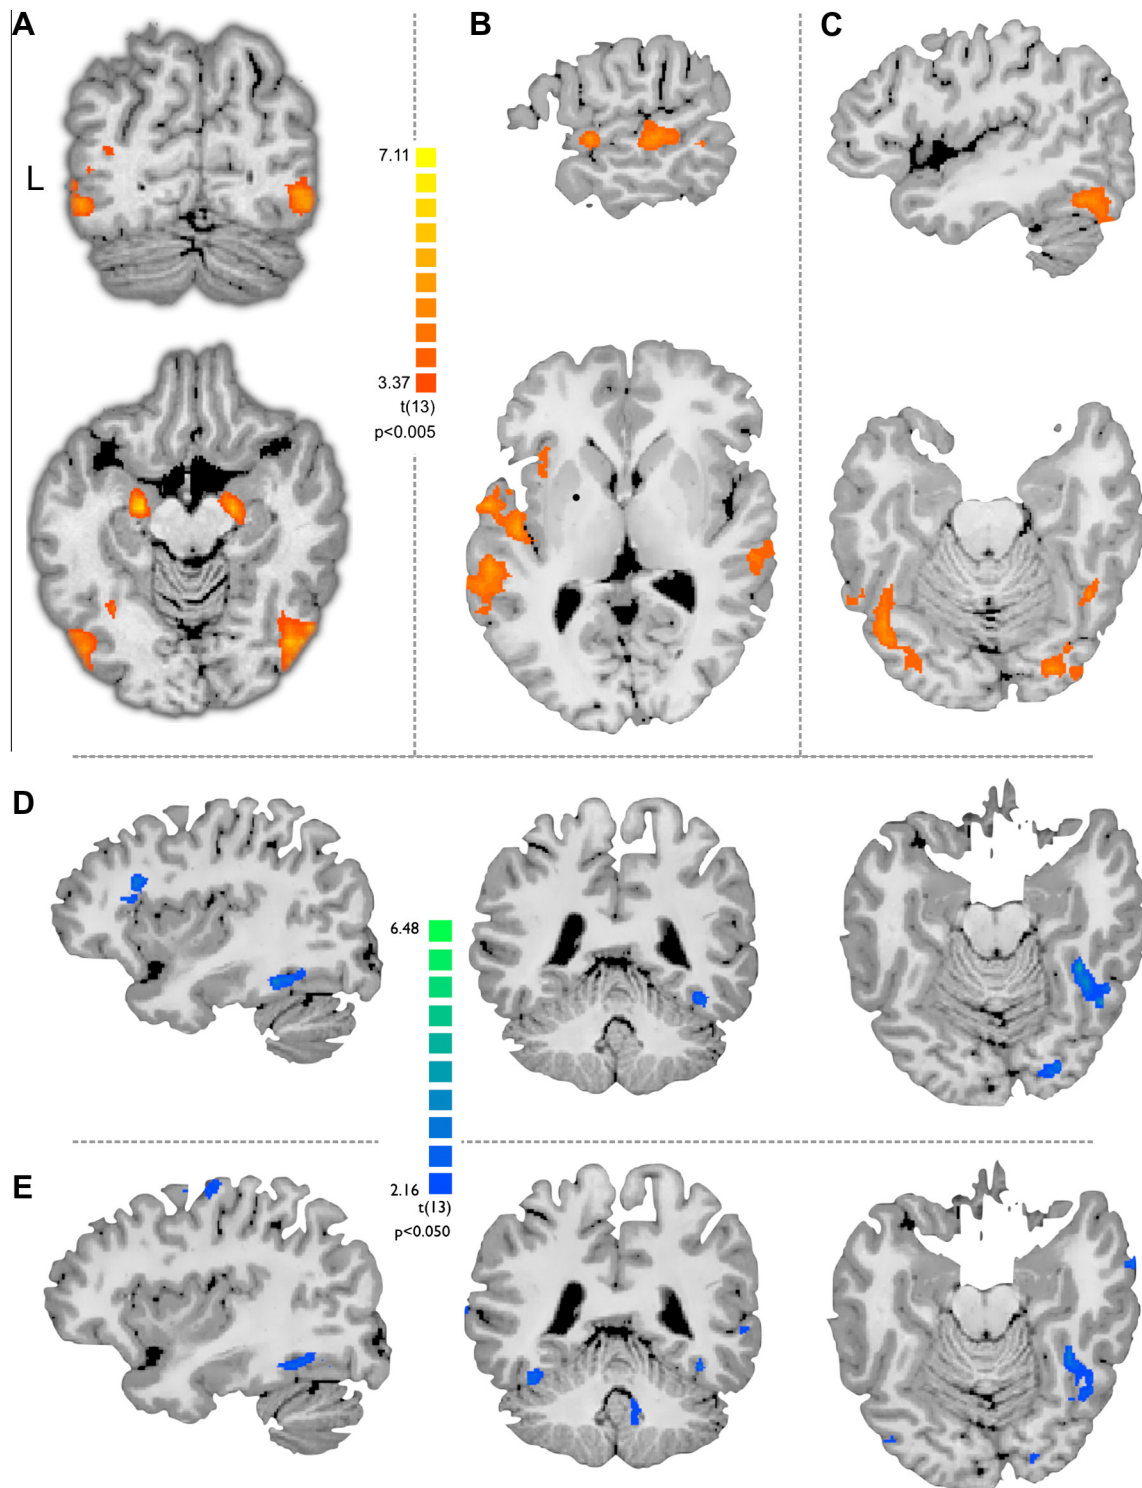 A
B
C
L
7.11
3.37
t(13)
p<0.005
D
6.48
E
2.16
t(13)
p<0.050